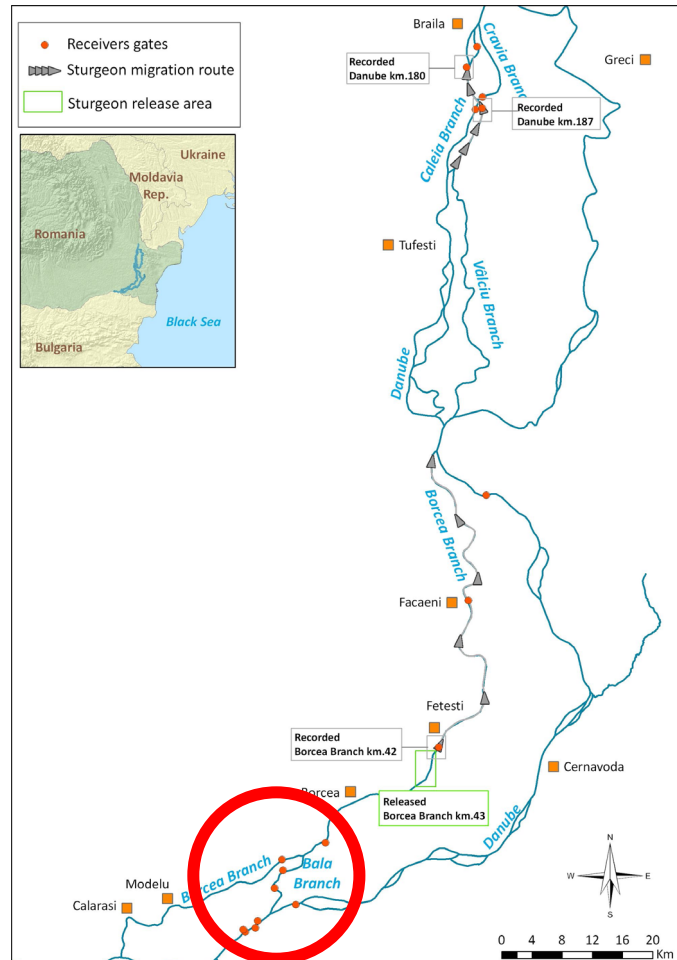 Receivers gates
Sturgeon migration route
Sturgeon release area
Ukraine
Moldavia
Rep.
Romania
Black Sea
Bulgaria
Braila
Cravia Branch
Greci
Recorded
Danube km.180
Recorded
Danube km.187
Caleia Branch
Tufesti
Vâlciu Branch
Danube
Borcea Branch
Facaeni
Fetesti
Recorded
Borcea Branch km.42
Cernavoda
Borcea
Released
Borcea Branch km.43
Danube
Borcea Branch
Bala
Branch
Modelu
Calarasi
N
W
E
S
0 2 4 8 12 16 20
Km